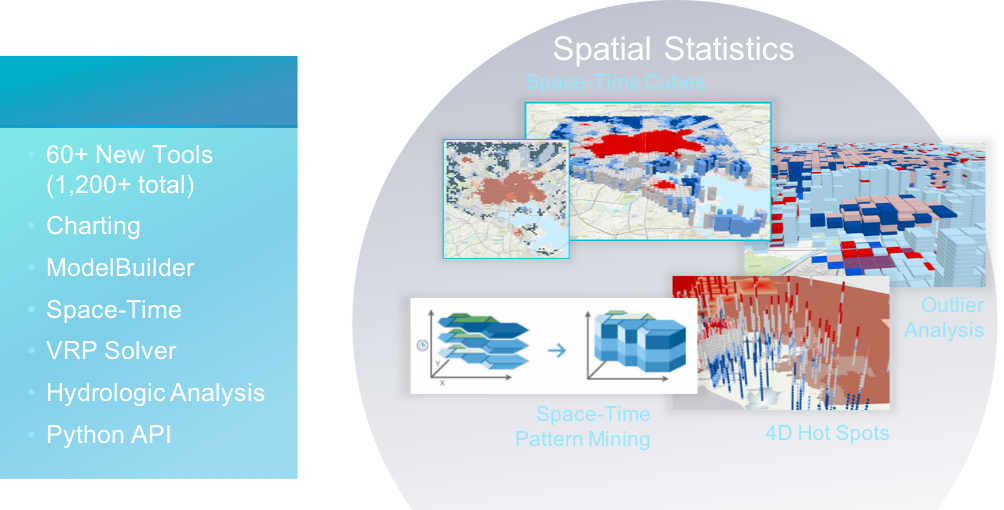 60+ New Tools
(1,200+ total)
Charting
ModelBuilder
Space-Time
VRP Solver
Hydrologic Analysis
Python API
Spatial Statistics
Space-Time Cubes
Outlier
Analysis
Y
X
Space-Time
Pattern Mining
4D Hot Spots